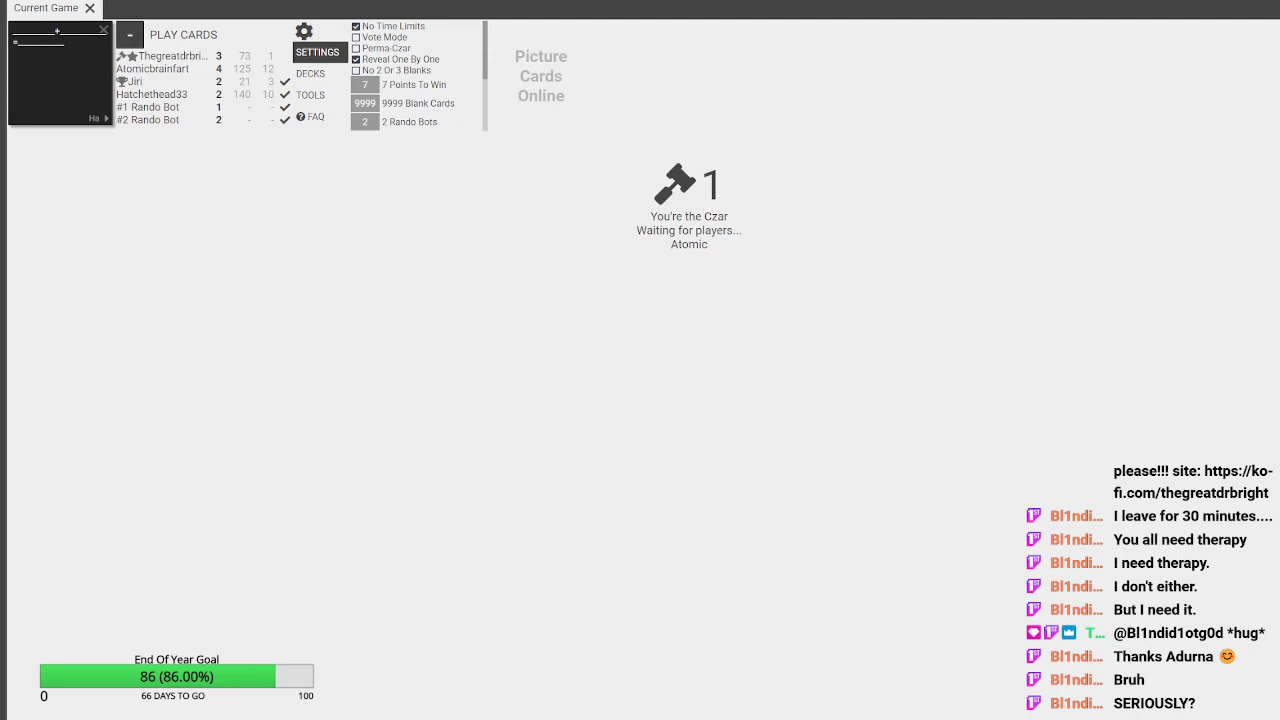 Current Game
+
=
Ha
-
PLAY CARDS
Thegreatdrbri... 3 73 1
Atomicbrainfart 4 125 12
Jiri 2 21 3
Hatchethead33 2 140 10
#1 Rando Bot 1 - -
#2 Rando Bot 2 - -
SETTINGS
DECKS
TOOLS
FAQ
No Time Limits
Vote Mode
Perma-Czar
Reveal One By One
No 2 Or 3 Blanks
7 7 Points To Win
9999 9999 Blank Cards
2 2 Rando Bots
Picture
Cards
Online
1
You're the Czar
Waiting for players...
Atomic
please!!! site: https://ko-
fi.com/thegreatdrbright
Bl1ndi... I leave for 30 minutes....
Bl1ndi... You all need therapy
Bl1ndi... I need therapy.
Bl1ndi... I don't either.
Bl1ndi... But I need it.
T... @Bl1ndid1otg0d *hug*
Bl1ndi... Thanks Adurna 😊
Bl1ndi... Bruh
Bl1ndi... SERIOUSLY?
End Of Year Goal
86 (86.00%)
0 66 DAYS TO GO 100